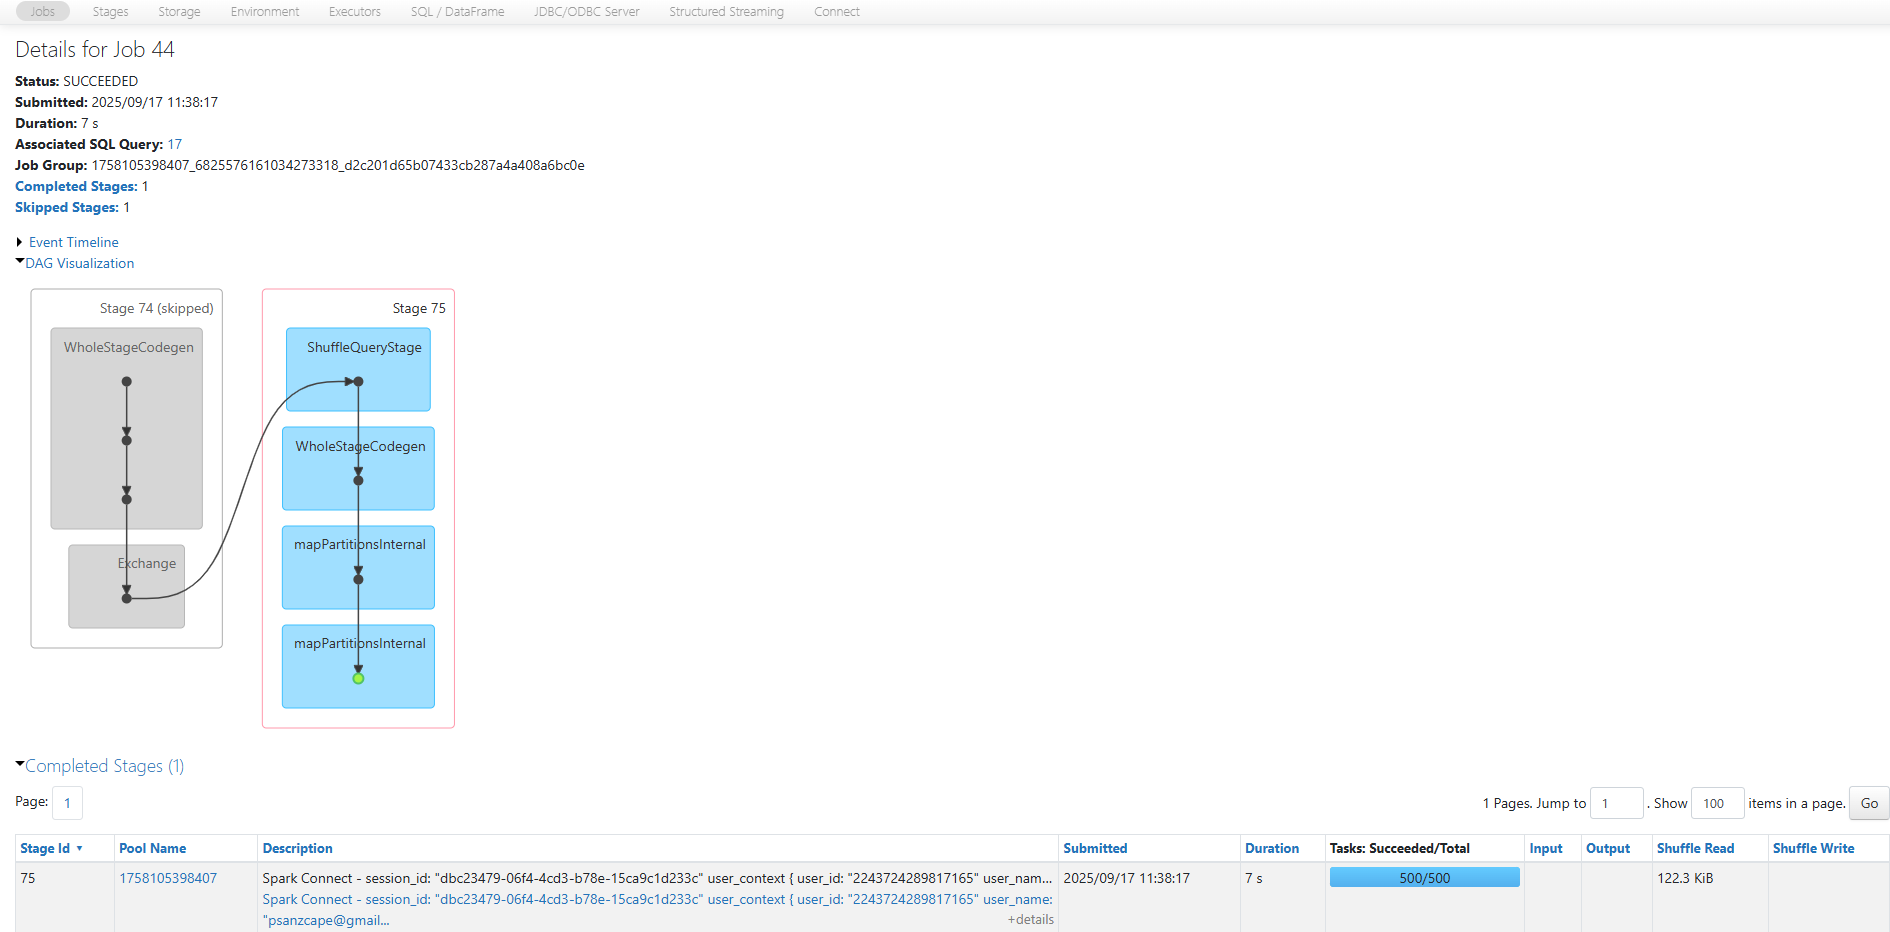 Jobs Stages Storage Environment Executors SQL / DataFrame JDBC/ODBC Server Structured Streaming Connect
Details for Job 44
Status: SUCCEEDED
Submitted: 2025/09/17 11:38:17
Duration: 7 s
Associated SQL Query: 17
Job Group: 1758105398407_6825576161034273318_d2c201d65b07433cb287a4a408a6bc0e
Completed Stages: 1
Skipped Stages: 1
Event Timeline
DAG Visualization
Stage 74 (skipped)
WholeStageCodegen
Exchange
Stage 75
ShuffleQueryStage
WholeStageCodegen
mapPartitionsInternal
mapPartitionsInternal
Completed Stages (1)
Page: 1
1 Pages. Jump to 1 . Show 100 items in a page. Go
Stage Id Pool Name Description Submitted Duration Tasks: Succeeded/Total Input Output Shuffle Read Shuffle Write
75 1758105398407 Spark Connect - session_id: "dbc23479-06f4-4cd3-b78e-15ca9c1d233c" user_context { user_id: "2243724289817165" user_nam... 2025/09/17 11:38:17 7 s 500/500 122.3 KiB
Spark Connect - session_id: "dbc23479-06f4-4cd3-b78e-15ca9c1d233c" user_context { user_id: "2243724289817165" user_name:
"psanzcape@gmail... +details